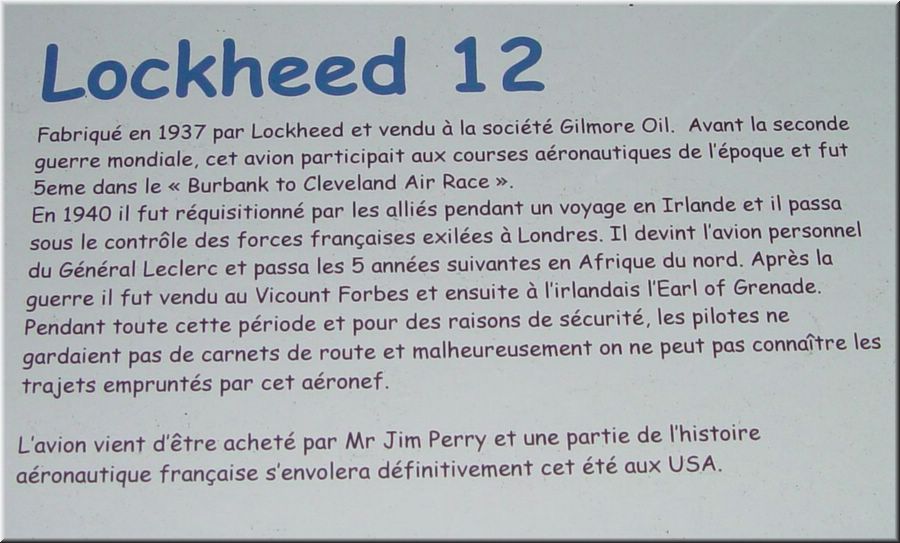 Lockheed 12
Fabriqué en 1937 par Lockheed et vendu à la société Gilmore Oil. Avant la seconde
guerre mondiale, cet avion participait aux courses aéronautiques de l'époque et fut
5eme dans le « Burbank to Cleveland Air Race ».
En 1940 il fut réquisitionné par les alliés pendant un voyage en Irlande et il passa
sous le contrôle des forces françaises exilées à Londres. Il devint l'avion personnel
du Général Leclerc et passa les 5 années suivantes en Afrique du nord. Après la
guerre il fut vendu au Vicount Forbes et ensuite à l'irlandais l'Earl of Grenade.
Pendant toute cette période et pour des raisons de sécurité, les pilotes ne
gardaient pas de carnets de route et malheureusement on ne peut pas connaître les
trajets empruntés par cet aéronef.
L'avion vient d'être acheté par Mr Jim Perry et une partie de l'histoire
aéronautique française s'envolera définitivement cet été aux USA.